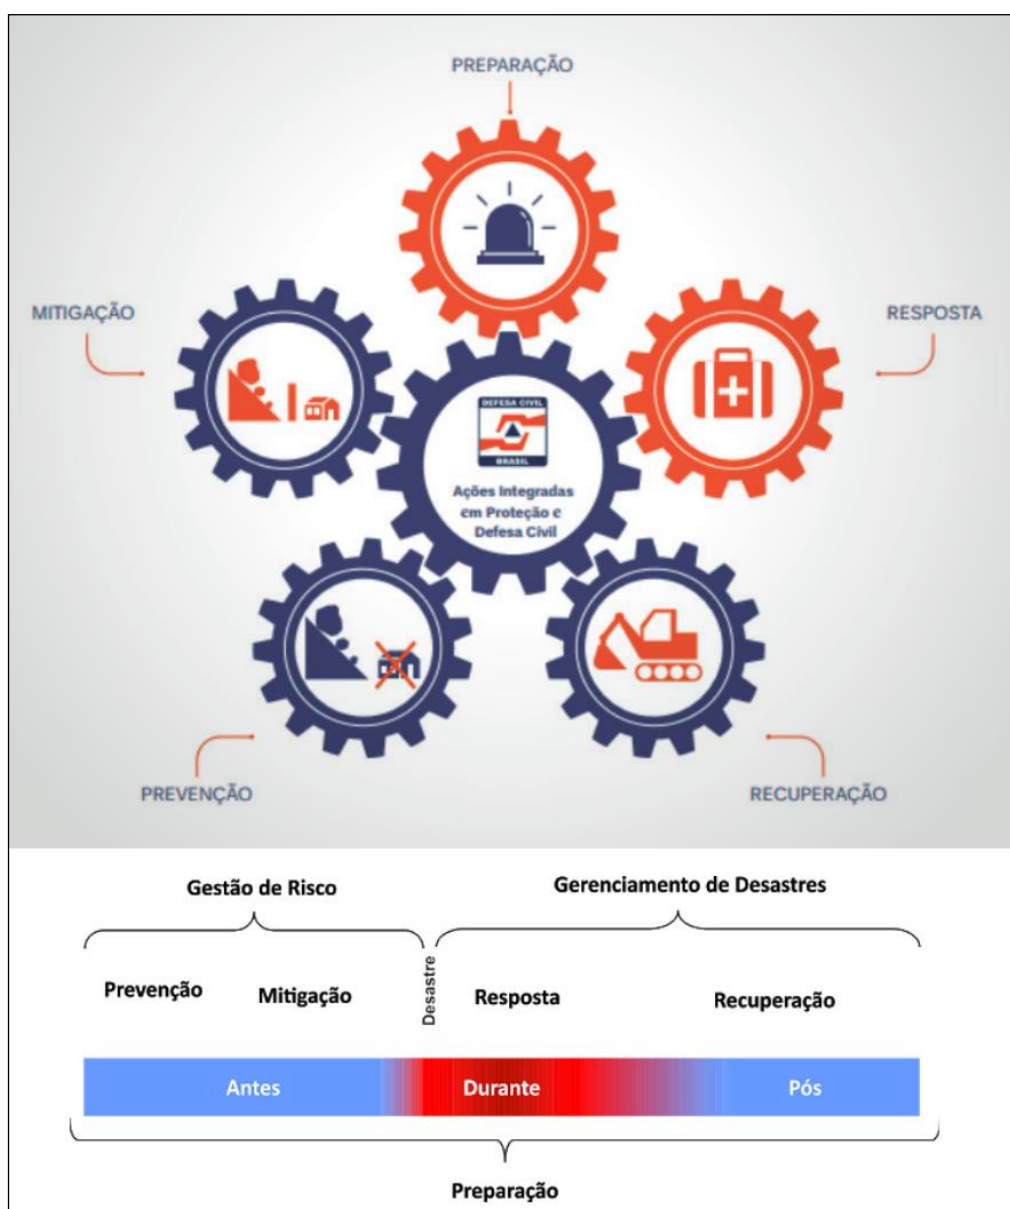 PREPARAÇÃO
MITIGAÇÃO
RESPOSTA
DEFESA CIVIL
BRASIL
Ações Integradas
em Proteção e
Defesa Civil
PREVENÇÃO
RECUPERAÇÃO
Gestão de Risco
Gerenciamento de Desastres
Prevenção
Mitigação
Desastre
Resposta
Recuperação
Antes
Durante
Pós
Preparação